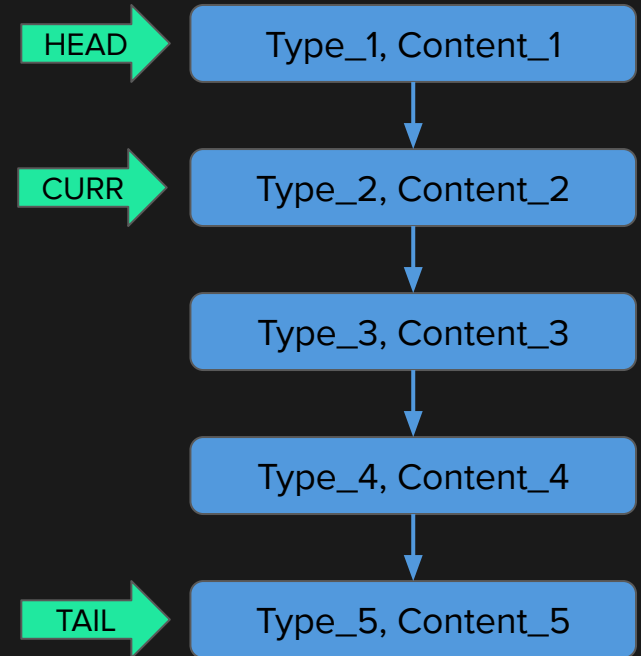 HEAD
Type_1, Content_1
CURR
Type_2, Content_2
Type_3, Content_3
Type_4, Content_4
TAIL
Type_5, Content_5